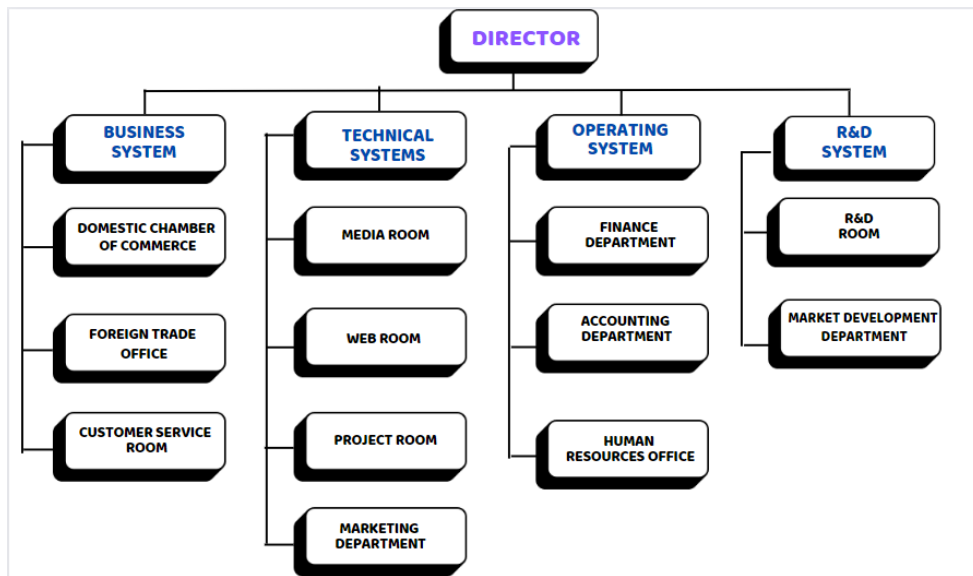 DIRECTOR
BUSINESS
SYSTEM
DOMESTIC CHAMBER
OF COMMERCE
FOREIGN TRADE
OFFICE
CUSTOMER SERVICE
ROOM
TECHNICAL
SYSTEMS
MEDIA ROOM
WEB ROOM
PROJECT ROOM
MARKETING
DEPARTMENT
OPERATING
SYSTEM
FINANCE
DEPARTMENT
ACCOUNTING
DEPARTMENT
HUMAN
RESOURCES OFFICE
R&D
SYSTEM
R&D
ROOM
MARKET DEVELOPMENT
DEPARTMENT